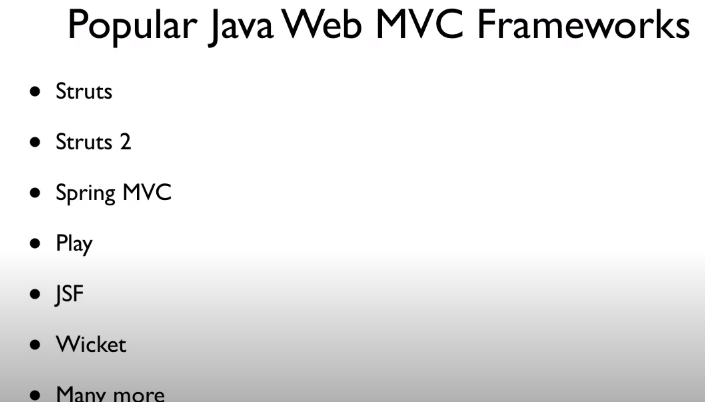 Popular Java Web MVC Frameworks
• Struts
• Struts 2
• Spring MVC
• Play
• JSF
• Wicket
• Many more